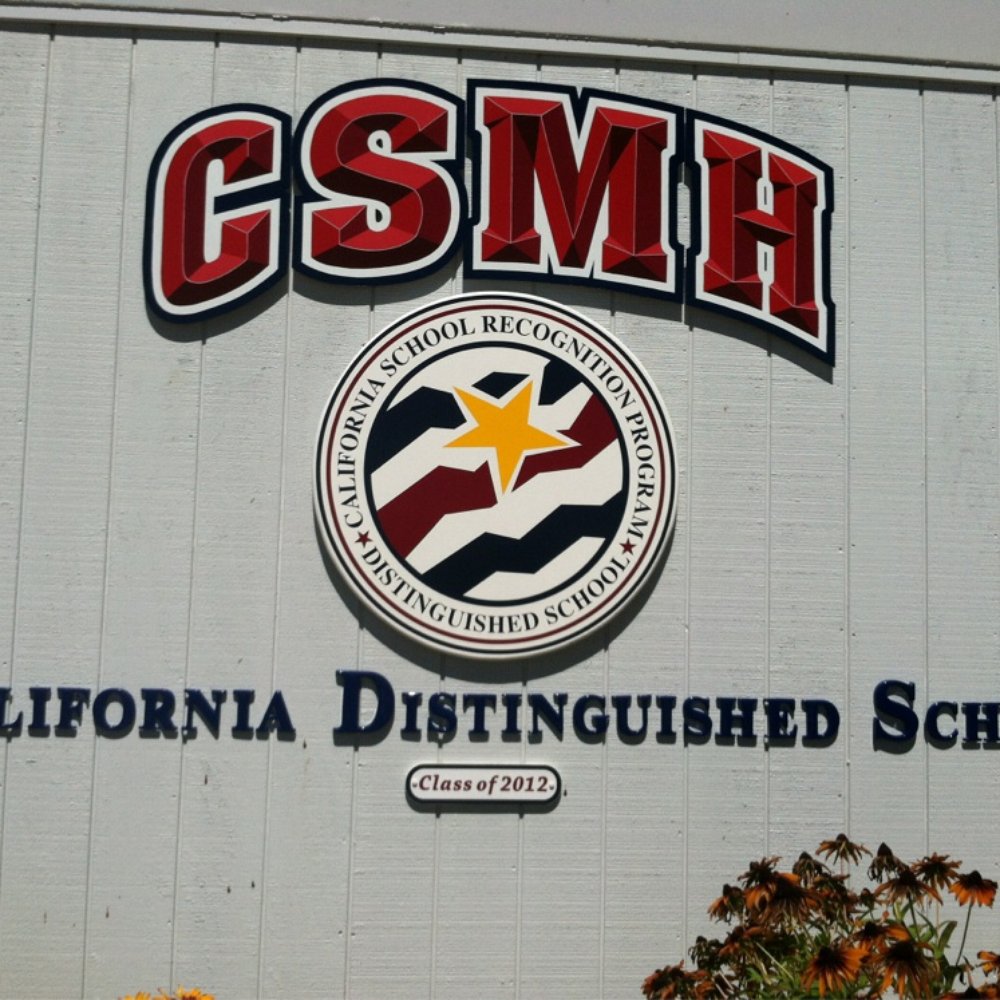 CSMH
CALIFORNIA SCHOOL RECOGNITION PROGRAM
DISTINGUISHED SCHOOL
LIFORNIA DISTINGUISHED SCH
Class of 2012